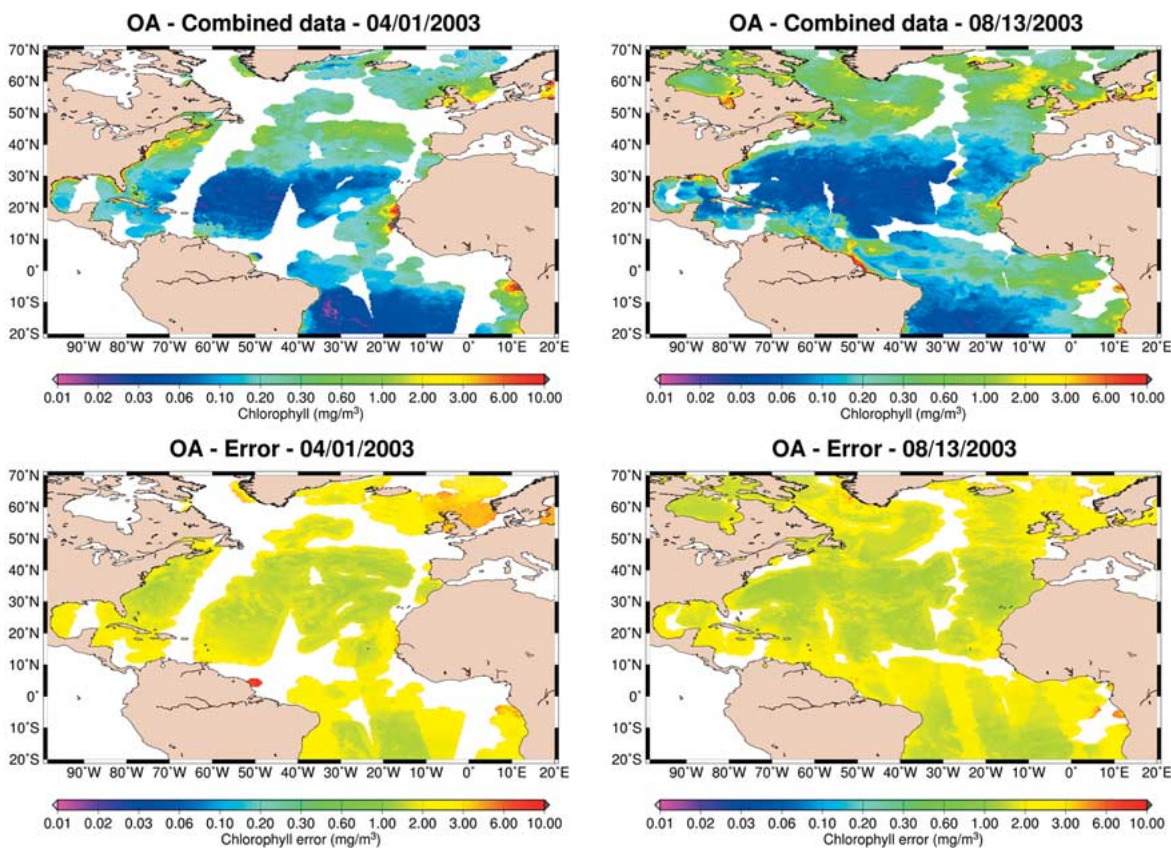 OA - Combined data - 04/01/2003
70˚N
60˚N
50˚N
40˚N
30˚N
20˚N
10˚N
0˚
10˚S
20˚S
90˚W 80˚W 70˚W 60˚W 50˚W 40˚W 30˚W 20˚W 10˚W 0˚ 10˚E 20˚E
0.01 0.02 0.03 0.06 0.10 0.20 0.30 0.60 1.00 2.00 3.00 6.00 10.00
Chlorophyll (mg/m³)
OA - Combined data - 08/13/2003
70˚N
60˚N
50˚N
40˚N
30˚N
20˚N
10˚N
0˚
10˚S
20˚S
90˚W 80˚W 70˚W 60˚W 50˚W 40˚W 30˚W 20˚W 10˚W 0˚ 10˚E 20˚E
0.01 0.02 0.03 0.06 0.10 0.20 0.30 0.60 1.00 2.00 3.00 6.00 10.00
Chlorophyll (mg/m³)
OA - Error - 04/01/2003
70˚N
60˚N
50˚N
40˚N
30˚N
20˚N
10˚N
0˚
10˚S
20˚S
90˚W 80˚W 70˚W 60˚W 50˚W 40˚W 30˚W 20˚W 10˚W 0˚ 10˚E 20˚E
0.01 0.02 0.03 0.06 0.10 0.20 0.30 0.60 1.00 2.00 3.00 6.00 10.00
Chlorophyll error (mg/m³)
OA - Error - 08/13/2003
70˚N
60˚N
50˚N
40˚N
30˚N
20˚N
10˚N
0˚
10˚S
20˚S
90˚W 80˚W 70˚W 60˚W 50˚W 40˚W 30˚W 20˚W 10˚W 0˚ 10˚E 20˚E
0.01 0.02 0.03 0.06 0.10 0.20 0.30 0.60 1.00 2.00 3.00 6.00 10.00
Chlorophyll error (mg/m³)